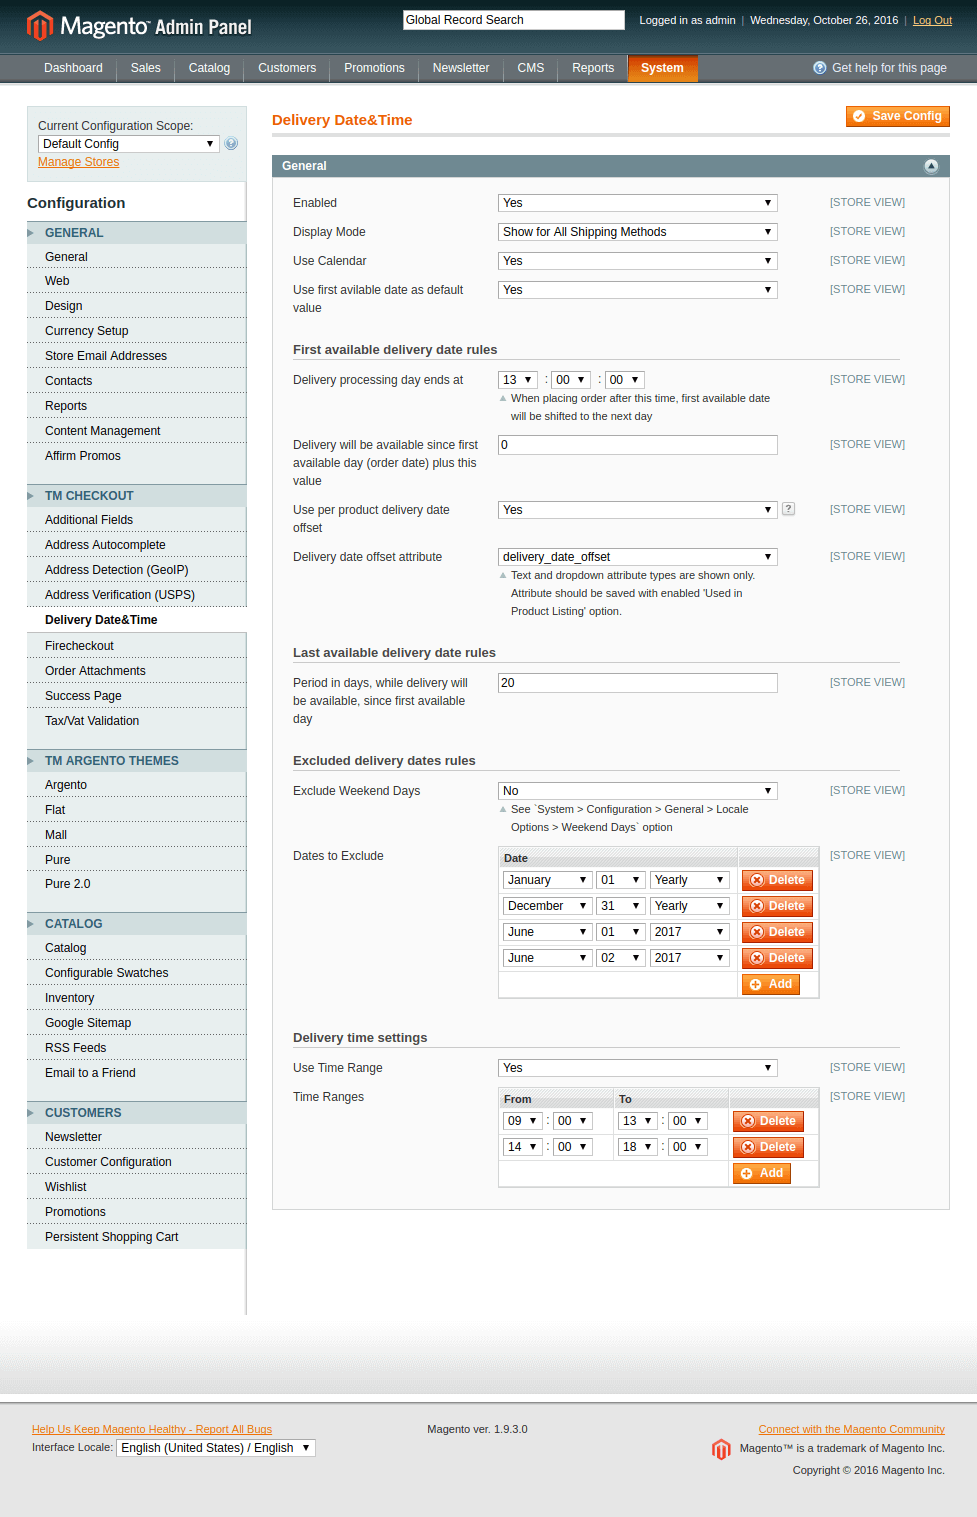 Magento™ Admin Panel
Global Record Search
Logged in as admin | Wednesday, October 26, 2016 | Log Out
Dashboard Sales Catalog Customers Promotions Newsletter CMS Reports System
Get help for this page
Current Configuration Scope:
Default Config
Manage Stores
Configuration
GENERAL
General
Web
Design
Currency Setup
Store Email Addresses
Contacts
Reports
Content Management
Affirm Promos
TM CHECKOUT
Additional Fields
Address Autocomplete
Address Detection (GeoIP)
Address Verification (USPS)
Delivery Date&Time
Firecheckout
Order Attachments
Success Page
Tax/Vat Validation
TM ARGENTO THEMES
Argento
Flat
Mall
Pure
Pure 2.0
CATALOG
Catalog
Configurable Swatches
Inventory
Google Sitemap
RSS Feeds
Email to a Friend
CUSTOMERS
Newsletter
Customer Configuration
Wishlist
Promotions
Persistent Shopping Cart
Delivery Date&Time
Save Config
General
Enabled Yes [STORE VIEW]
Display Mode Show for All Shipping Methods [STORE VIEW]
Use Calendar Yes [STORE VIEW]
Use first avilable date as default Yes [STORE VIEW]
value
First available delivery date rules
Delivery processing day ends at 13 : 00 : 00 [STORE VIEW]
When placing order after this time, first available date
will be shifted to the next day
Delivery will be available since first 0 [STORE VIEW]
available day (order date) plus this
value
Use per product delivery date Yes ? [STORE VIEW]
offset
Delivery date offset attribute delivery_date_offset [STORE VIEW]
Text and dropdown attribute types are shown only.
Attribute should be saved with enabled 'Used in
Product Listing' option.
Last available delivery date rules
Period in days, while delivery will 20 [STORE VIEW]
be available, since first available
day
Excluded delivery dates rules
Exclude Weekend Days No [STORE VIEW]
See `System > Configuration > General > Locale
Options > Weekend Days` option
Dates to Exclude Date [STORE VIEW]
January 01 Yearly Delete
December 31 Yearly Delete
June 01 2017 Delete
June 02 2017 Delete
Add
Delivery time settings
Use Time Range Yes [STORE VIEW]
Time Ranges From To [STORE VIEW]
09 : 00 13 : 00 Delete
14 : 00 18 : 00 Delete
Add
Help Us Keep Magento Healthy - Report All Bugs
Interface Locale: English (United States) / English
Magento ver. 1.9.3.0
Connect with the Magento Community
Magento™ is a trademark of Magento Inc.
Copyright © 2016 Magento Inc.